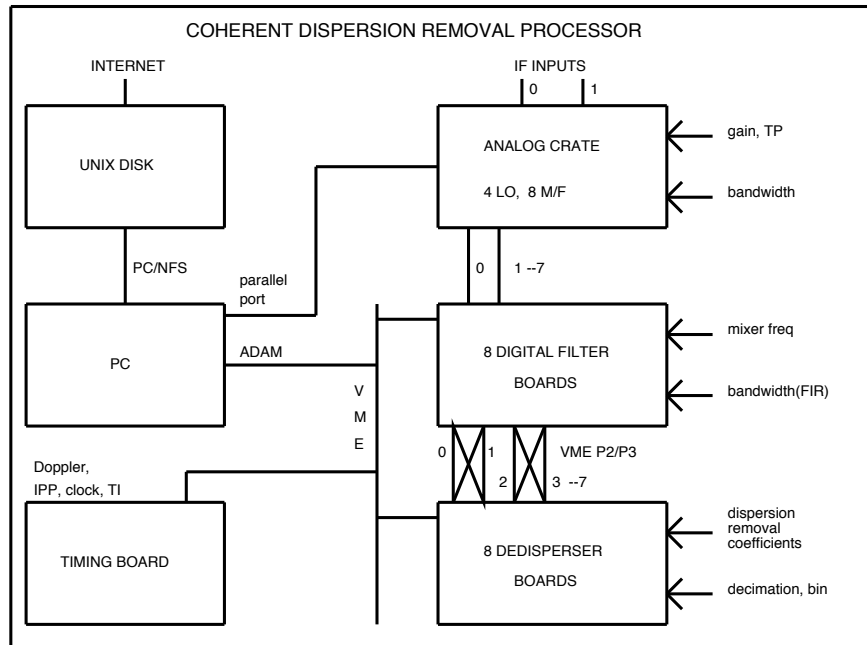 COHERENT DISPERSION REMOVAL PROCESSOR
INTERNET
IF INPUTS
0
1
UNIX DISK
ANALOG CRATE
4 LO, 8 M/F
gain, TP
bandwidth
PC/NFS
parallel
port
0
1 --7
PC
ADAM
8 DIGITAL FILTER
BOARDS
mixer freq
bandwidth(FIR)
V
M
E
0
1
2
3 --7
VME P2/P3
Doppler,
IPP, clock, TI
TIMING BOARD
8 DEDISPERSER
BOARDS
dispersion
removal
coefficients
decimation, bin